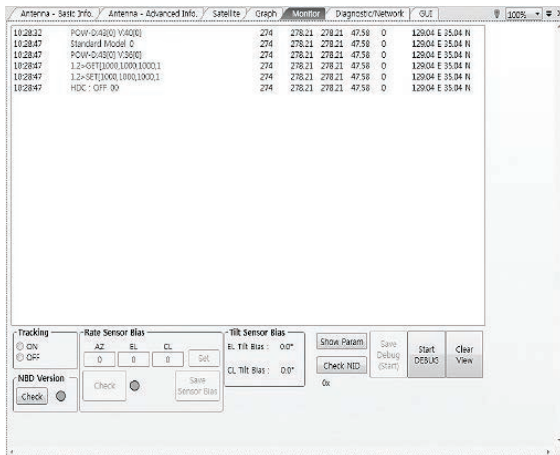 Antenna - Basic Info. Antenna - Advanced Info. Satellite Graph Monitor Diagnostic/Network GUI 100%
10:28:32 POW-D:43[0] V:40[0] 274 278.21 278.21 47.58 0 129.04 E 35.04 N
10:28:47 Standard Model 0 274 278.21 278.21 47.58 0 129.04 E 35.04 N
10:28:47 POW-D:43[0] V:36[0] 274 278.21 278.21 47.58 0 129.04 E 35.04 N
10:28:47 1.2>GET[1000,1000,1000,1 274 278.21 278.21 47.58 0 129.04 E 35.04 N
10:28:47 1.2>SET[1000,1000,1000,1 274 278.21 278.21 47.58 0 129.04 E 35.04 N
10:28:47 HDC : OFF 00 274 278.21 278.21 47.58 0 129.04 E 35.04 N
Tracking
ON
OFF
NBD Version
Check
Rate Sensor Bias
AZ EL CL
0 0 0 Set
Check
Save
Sensor Bias
Tilt Sensor Bias
EL Tilt Bias : 0.0°
CL Tilt Bias : 0.0°
Show Param
Check NID
0x
Save
Debug
(Start)
Start
DEBUG
Clear
View